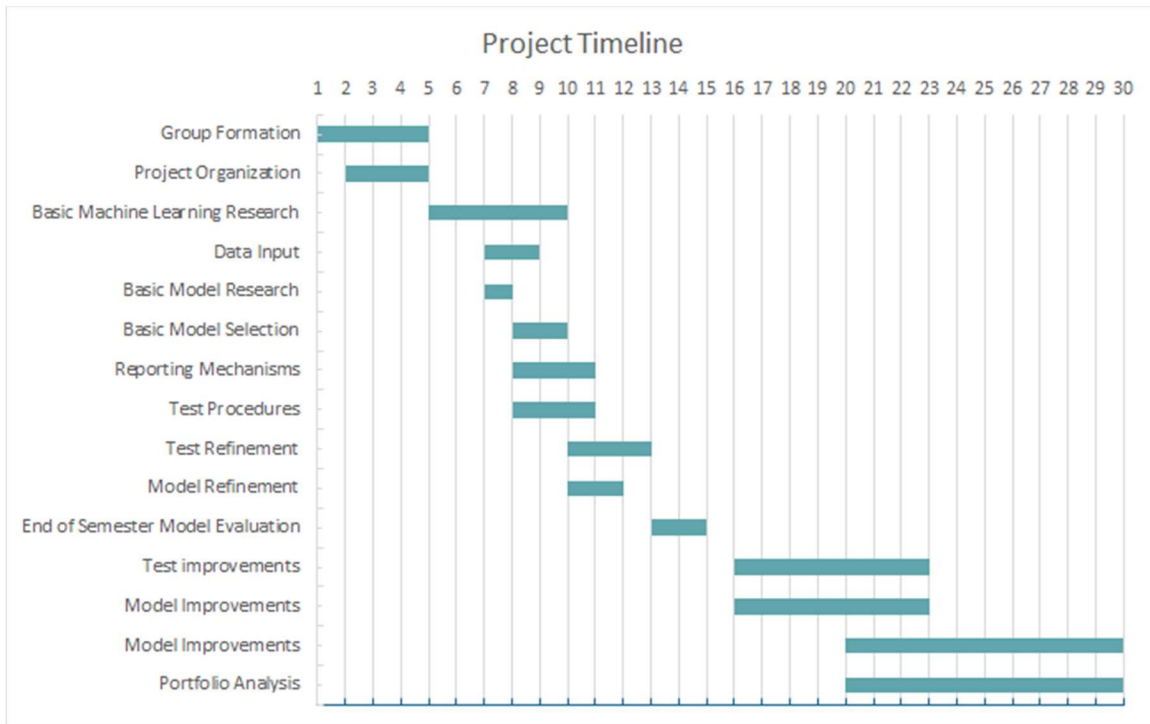 Project Timeline
1 2 3 4 5 6 7 8 9 10 11 12 13 14 15 16 17 18 19 20 21 22 23 24 25 26 27 28 29 30
Group Formation
Project Organization
Basic Machine Learning Research
Data Input
Basic Model Research
Basic Model Selection
Reporting Mechanisms
Test Procedures
Test Refinement
Model Refinement
End of Semester Model Evaluation
Test improvements
Model Improvements
Model Improvements
Portfolio Analysis